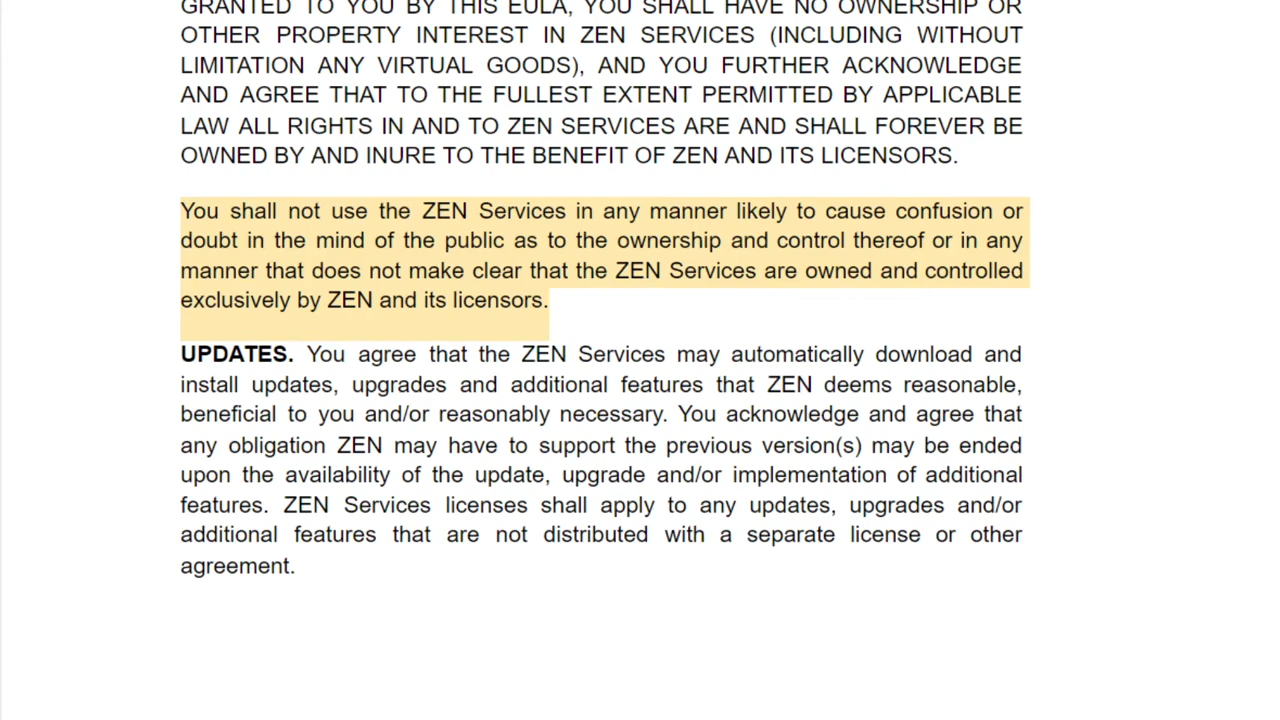 GRANTED TO YOU BY THIS EULA, YOU SHALL HAVE NO OWNERSHIP OR
OTHER PROPERTY INTEREST IN ZEN SERVICES (INCLUDING WITHOUT
LIMITATION ANY VIRTUAL GOODS), AND YOU FURTHER ACKNOWLEDGE
AND AGREE THAT TO THE FULLEST EXTENT PERMITTED BY APPLICABLE
LAW ALL RIGHTS IN AND TO ZEN SERVICES ARE AND SHALL FOREVER BE
OWNED BY AND INURE TO THE BENEFIT OF ZEN AND ITS LICENSORS.
You shall not use the ZEN Services in any manner likely to cause confusion or
doubt in the mind of the public as to the ownership and control thereof or in any
manner that does not make clear that the ZEN Services are owned and controlled
exclusively by ZEN and its licensors.
UPDATES. You agree that the ZEN Services may automatically download and
install updates, upgrades and additional features that ZEN deems reasonable,
beneficial to you and/or reasonably necessary. You acknowledge and agree that
any obligation ZEN may have to support the previous version(s) may be ended
upon the availability of the update, upgrade and/or implementation of additional
features. ZEN Services licenses shall apply to any updates, upgrades and/or
additional features that are not distributed with a separate license or other
agreement.